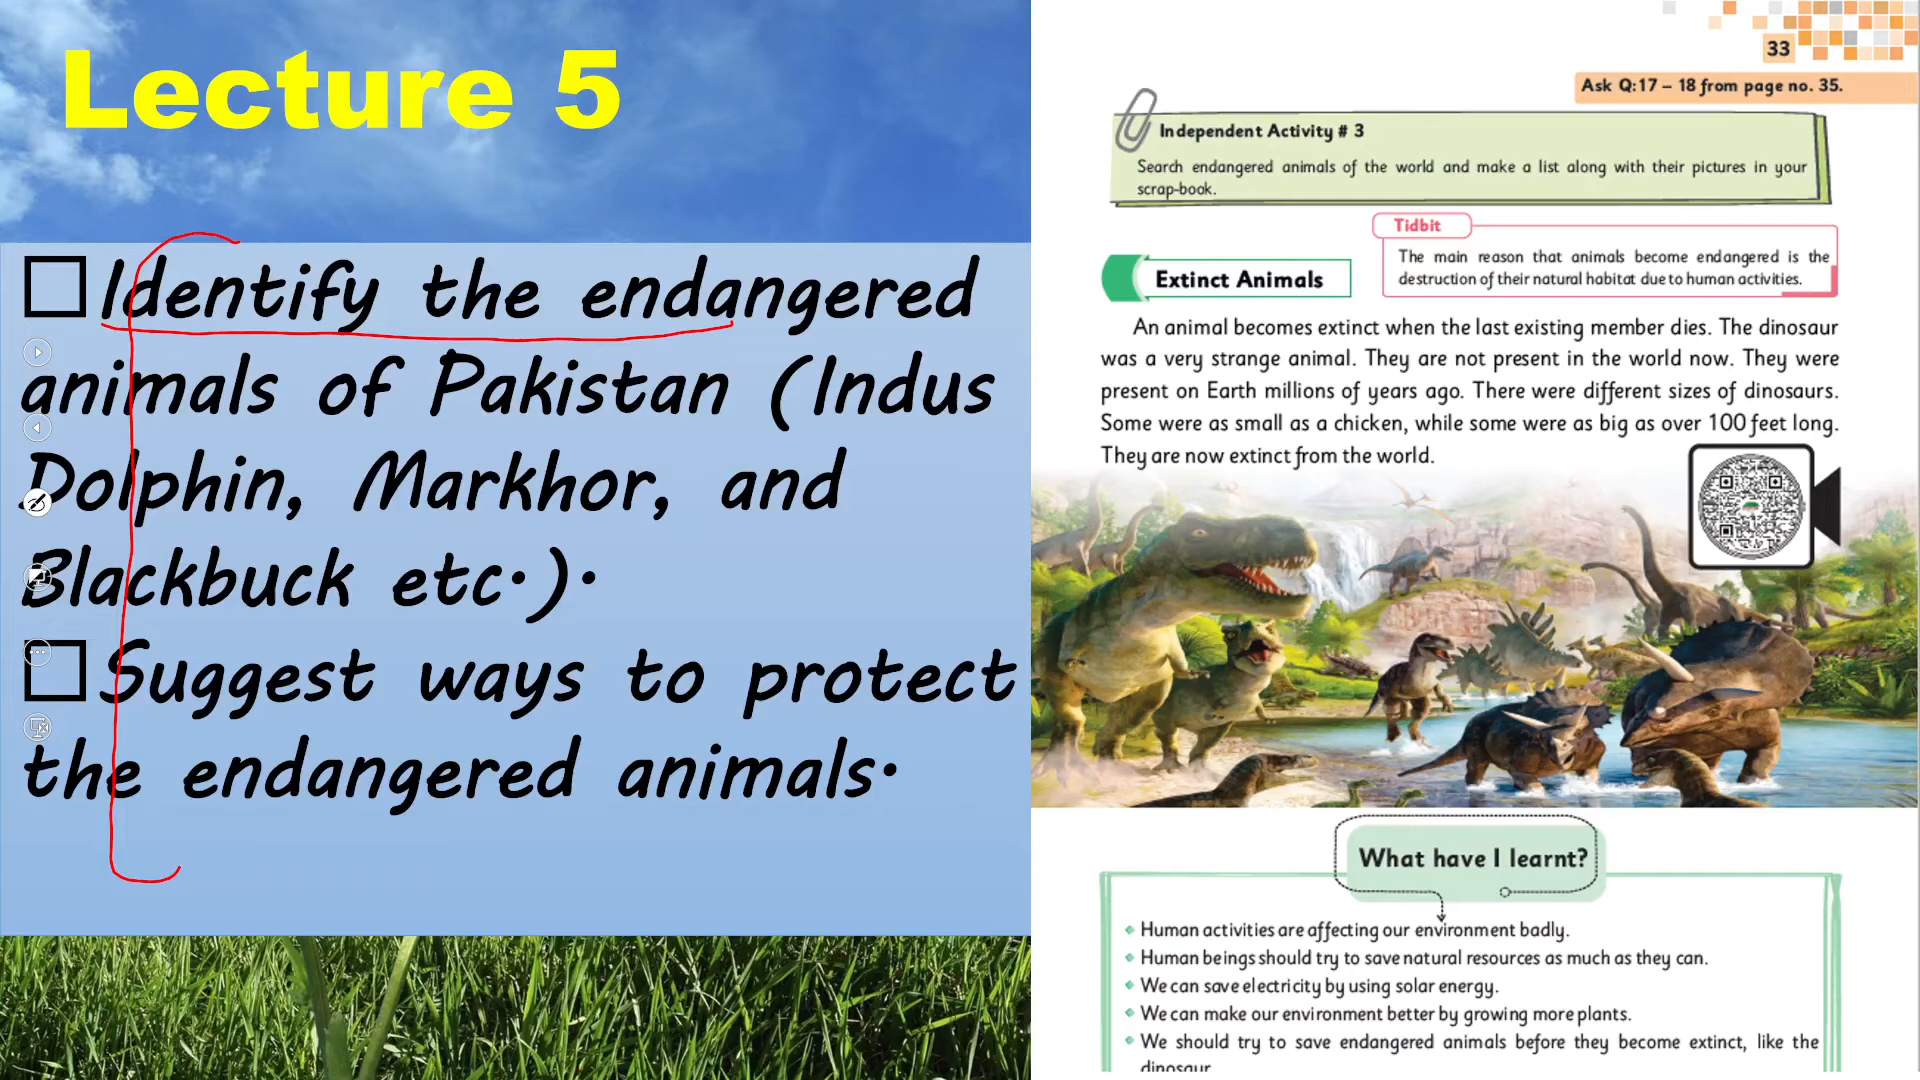 Lecture 5
Identify the endangered
animals of Pakistan (Indus
Dolphin, Markhor, and
Blackbuck etc.).
Suggest ways to protect
the endangered animals.
33
Ask Q:17 – 18 from page no. 35.
Independent Activity # 3
Search endangered animals of the world and make a list along with their pictures in your
scrap-book.
Tidbit
The main reason that animals become endangered is the
destruction of their natural habitat due to human activities.
Extinct Animals
An animal becomes extinct when the last existing member dies. The dinosaur
was a very strange animal. They are not present in the world now. They were
present on Earth millions of years ago. There were different sizes of dinosaurs.
Some were as small as a chicken, while some were as big as over 100 feet long.
They are now extinct from the world.
What have I learnt?
Human activities are affecting our environment badly.
Human beings should try to save natural resources as much as they can.
We can save electricity by using solar energy.
We can make our environment better by growing more plants.
We should try to save endangered animals before they become extinct, like the
dinosaur